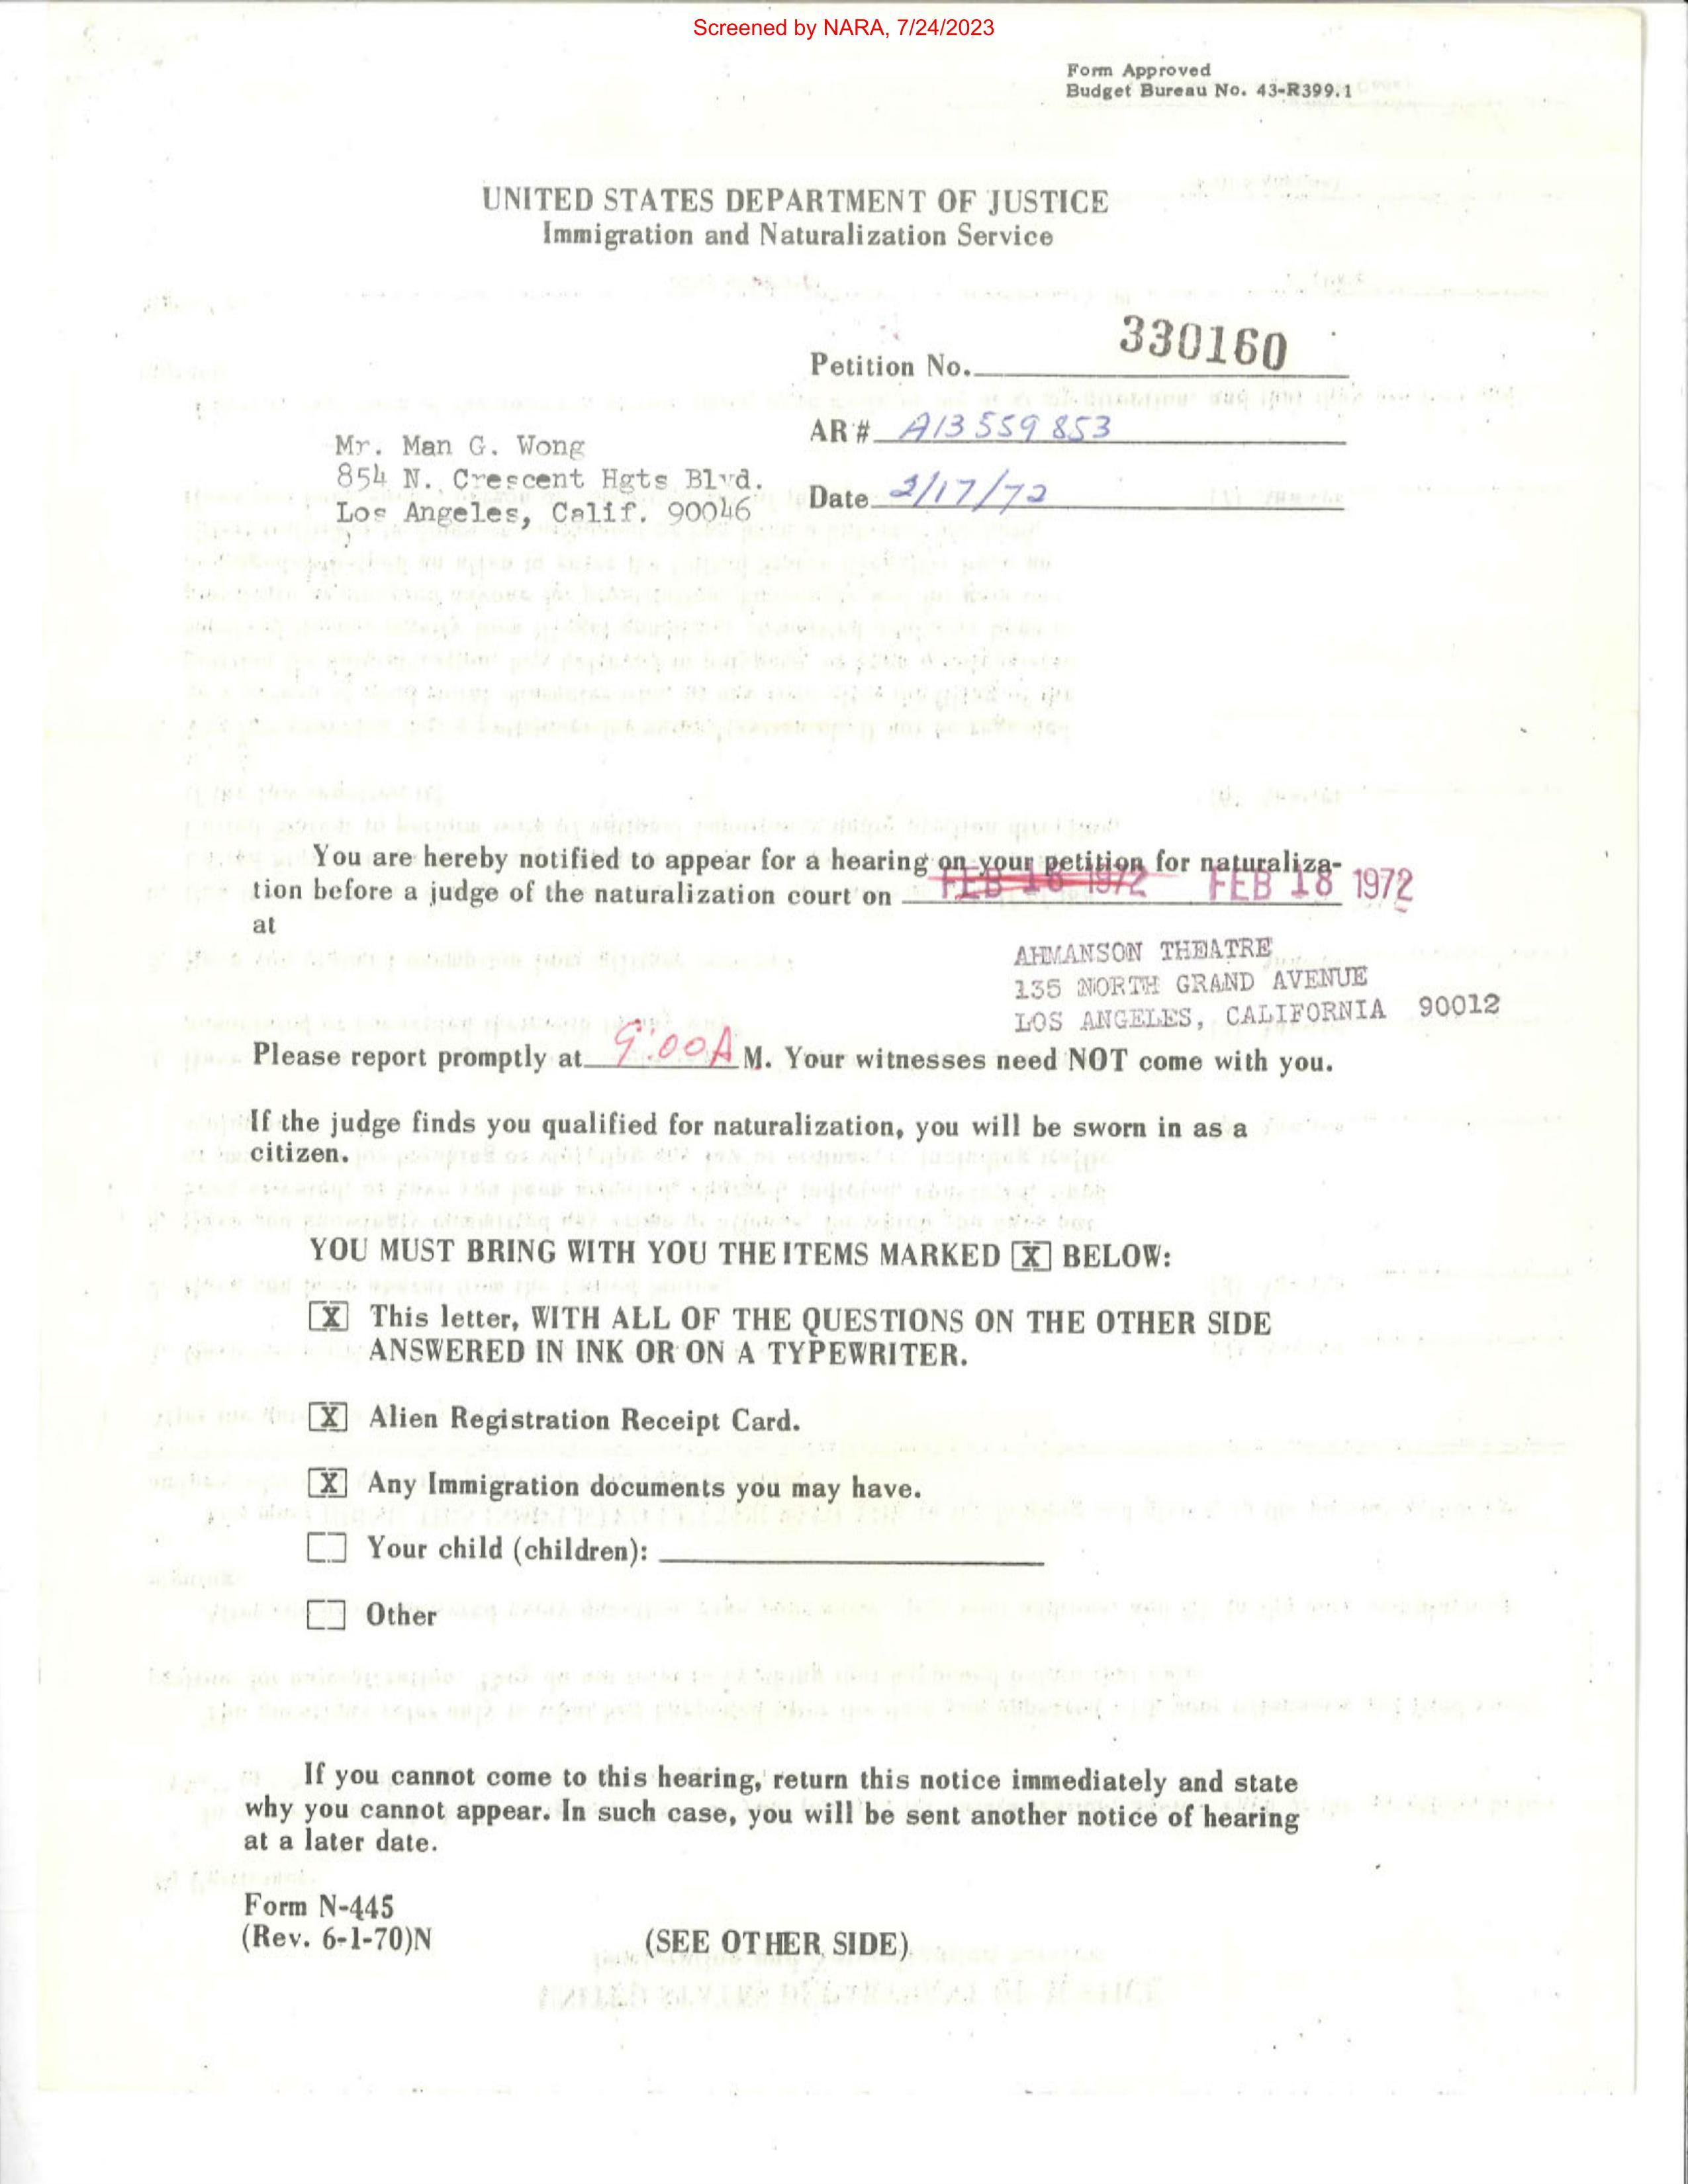 Screened by NARA, 7/24/2023
Form Approved
Budget Bureau No. 43-R399.1
UNITED STATES DEPARTMENT OF JUSTICE
Immigration and Naturalization Service
Petition No. 330160
AR # A13 559 853
Mr. Man G. Wong
854 N. Crescent Hgts Blvd.
Los Angeles, Calif. 90046
Date 2/17/72
You are hereby notified to appear for a hearing on your petition for naturaliza-
tion before a judge of the naturalization court on FEB 18 1972 FEB 18 1972
at
AHMANSON THEATRE
135 NORTH GRAND AVENUE
LOS ANGELES, CALIFORNIA 90012
Please report promptly at 9:00A M. Your witnesses need NOT come with you.
If the judge finds you qualified for naturalization, you will be sworn in as a
citizen.
YOU MUST BRING WITH YOU THE ITEMS MARKED X BELOW:
X This letter, WITH ALL OF THE QUESTIONS ON THE OTHER SIDE
ANSWERED IN INK OR ON A TYPEWRITER.
X Alien Registration Receipt Card.
X Any Immigration documents you may have.
Your child (children):
Other
If you cannot come to this hearing, return this notice immediately and state
why you cannot appear. In such case, you will be sent another notice of hearing
at a later date.
Form N-445
(Rev. 6-1-70)N
(SEE OTHER SIDE)